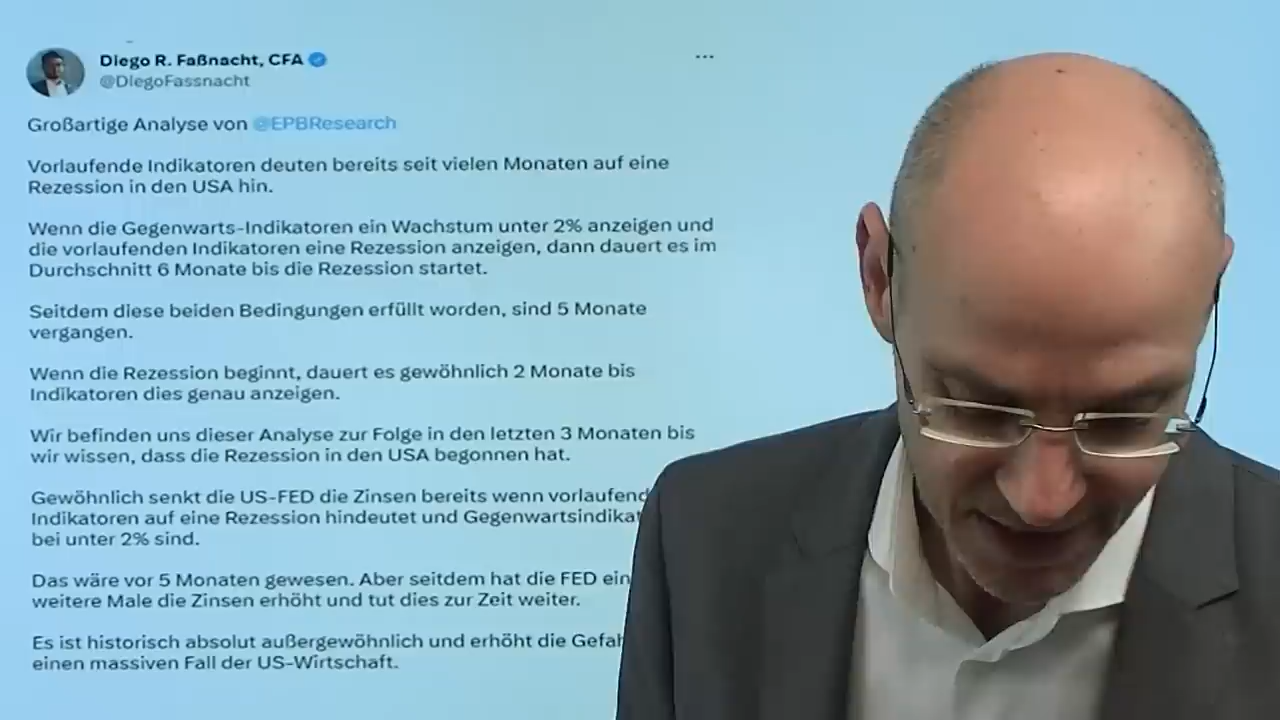 Diego R. Faßnacht, CFA
@DiegoFassnacht
Großartige Analyse von @EPBResearch
Vorlaufende Indikatoren deuten bereits seit vielen Monaten auf eine
Rezession in den USA hin.
Wenn die Gegenwarts-Indikatoren ein Wachstum unter 2% anzeigen und
die vorlaufenden Indikatoren eine Rezession anzeigen, dann dauert es im
Durchschnitt 6 Monate bis die Rezession startet.
Seitdem diese beiden Bedingungen erfüllt worden, sind 5 Monate
vergangen.
Wenn die Rezession beginnt, dauert es gewöhnlich 2 Monate bis
Indikatoren dies genau anzeigen.
Wir befinden uns dieser Analyse zur Folge in den letzten 3 Monaten bis
wir wissen, dass die Rezession in den USA begonnen hat.
Gewöhnlich senkt die US-FED die Zinsen bereits wenn vorlaufend
Indikatoren auf eine Rezession hindeutet und Gegenwartsindikat
bei unter 2% sind.
Das wäre vor 5 Monaten gewesen. Aber seitdem hat die FED ein
weitere Male die Zinsen erhöht und tut dies zur Zeit weiter.
Es ist historisch absolut außergewöhnlich und erhöht die Gefah
einen massiven Fall der US-Wirtschaft.